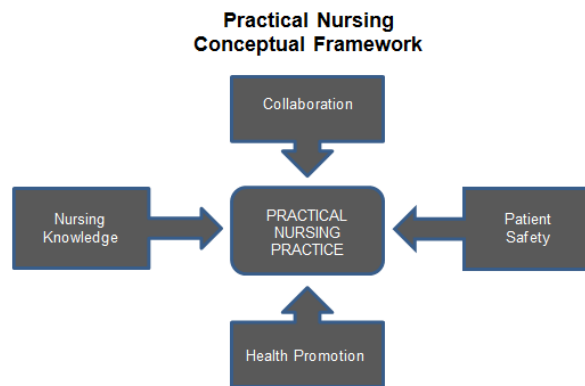 Practical Nursing
Conceptual Framework
Collaboration
Nursing
Knowledge
PRACTICAL
NURSING
PRACTICE
Patient
Safety
Health Promotion